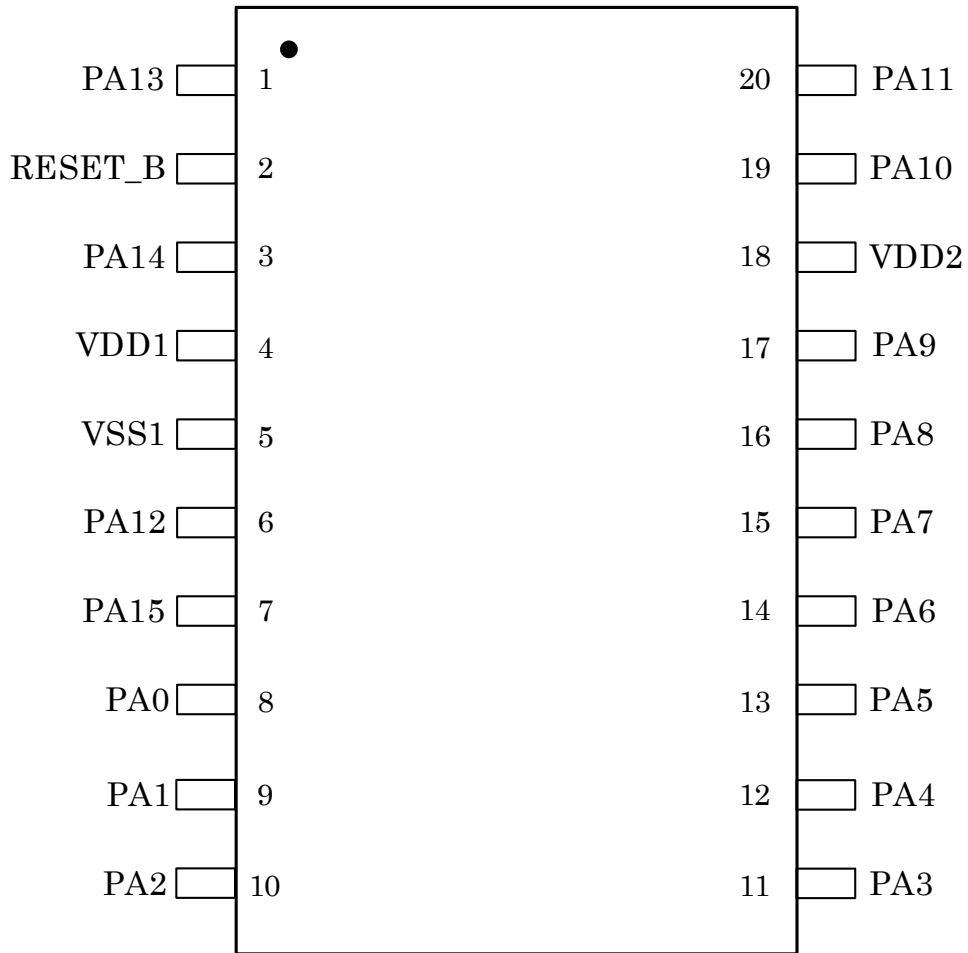 PA13 1 20 PA11
RESET_B 2 19 PA10
PA14 3 18 VDD2
VDD1 4 17 PA9
VSS1 5 16 PA8
PA12 6 15 PA7
PA15 7 14 PA6
PA0 8 13 PA5
PA1 9 12 PA4
PA2 10 11 PA3